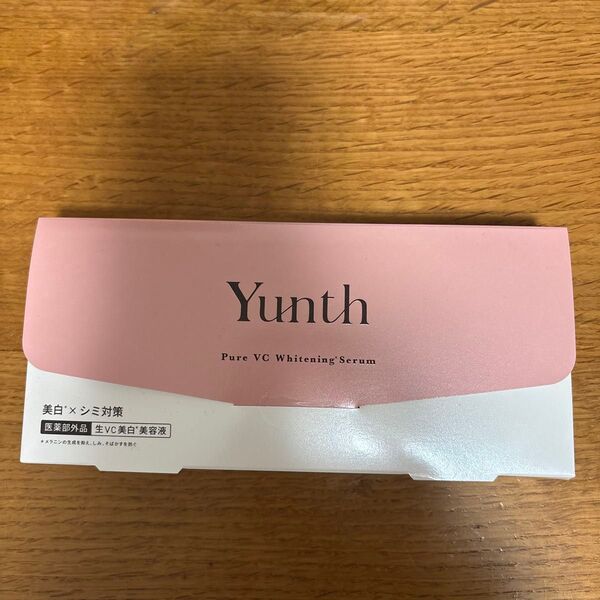 Yunth
Pure VC Whitening*Serum
美白*×シミ対策
医薬部外品 生VC美白*美容液
*メラニンの生成を抑え、しみ、そばかすを防ぐ